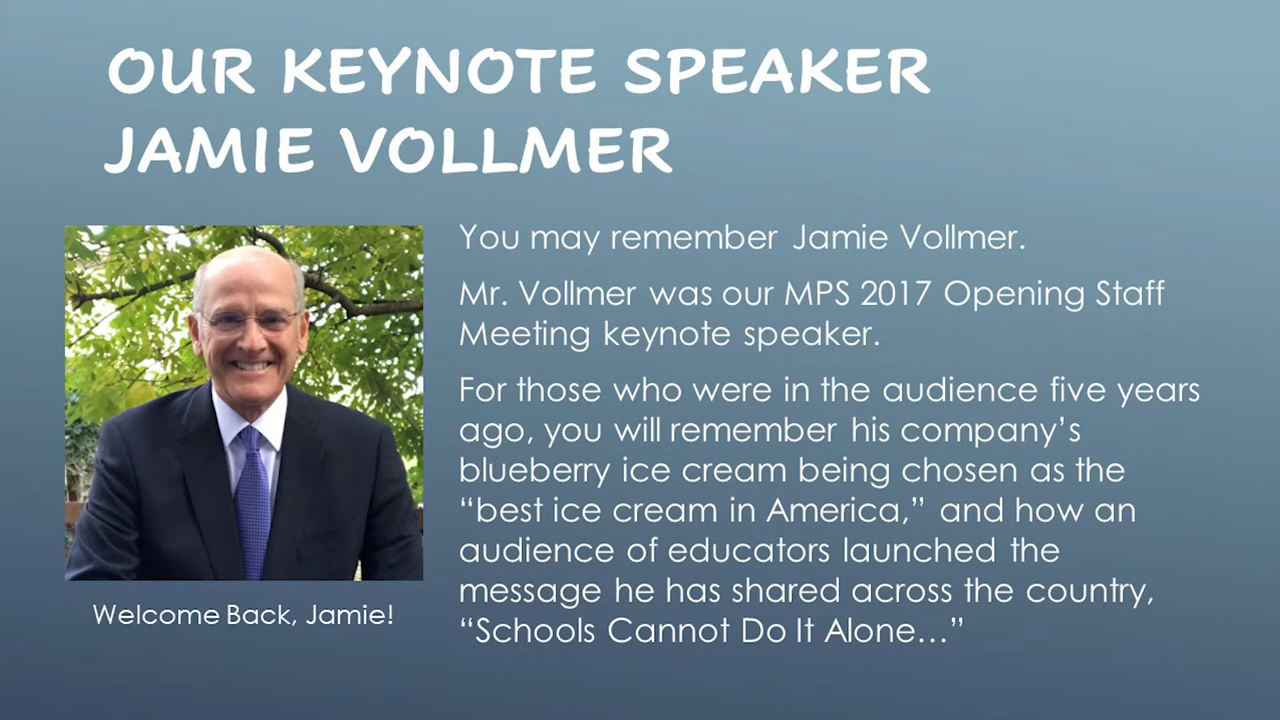 OUR KEYNOTE SPEAKER
JAMIE VOLLMER
You may remember Jamie Vollmer.
Mr. Vollmer was our MPS 2017 Opening Staff
Meeting keynote speaker.
For those who were in the audience five years
ago, you will remember his company’s
blueberry ice cream being chosen as the
“best ice cream in America,” and how an
audience of educators launched the
message he has shared across the country,
“Schools Cannot Do It Alone…”
Welcome Back, Jamie!